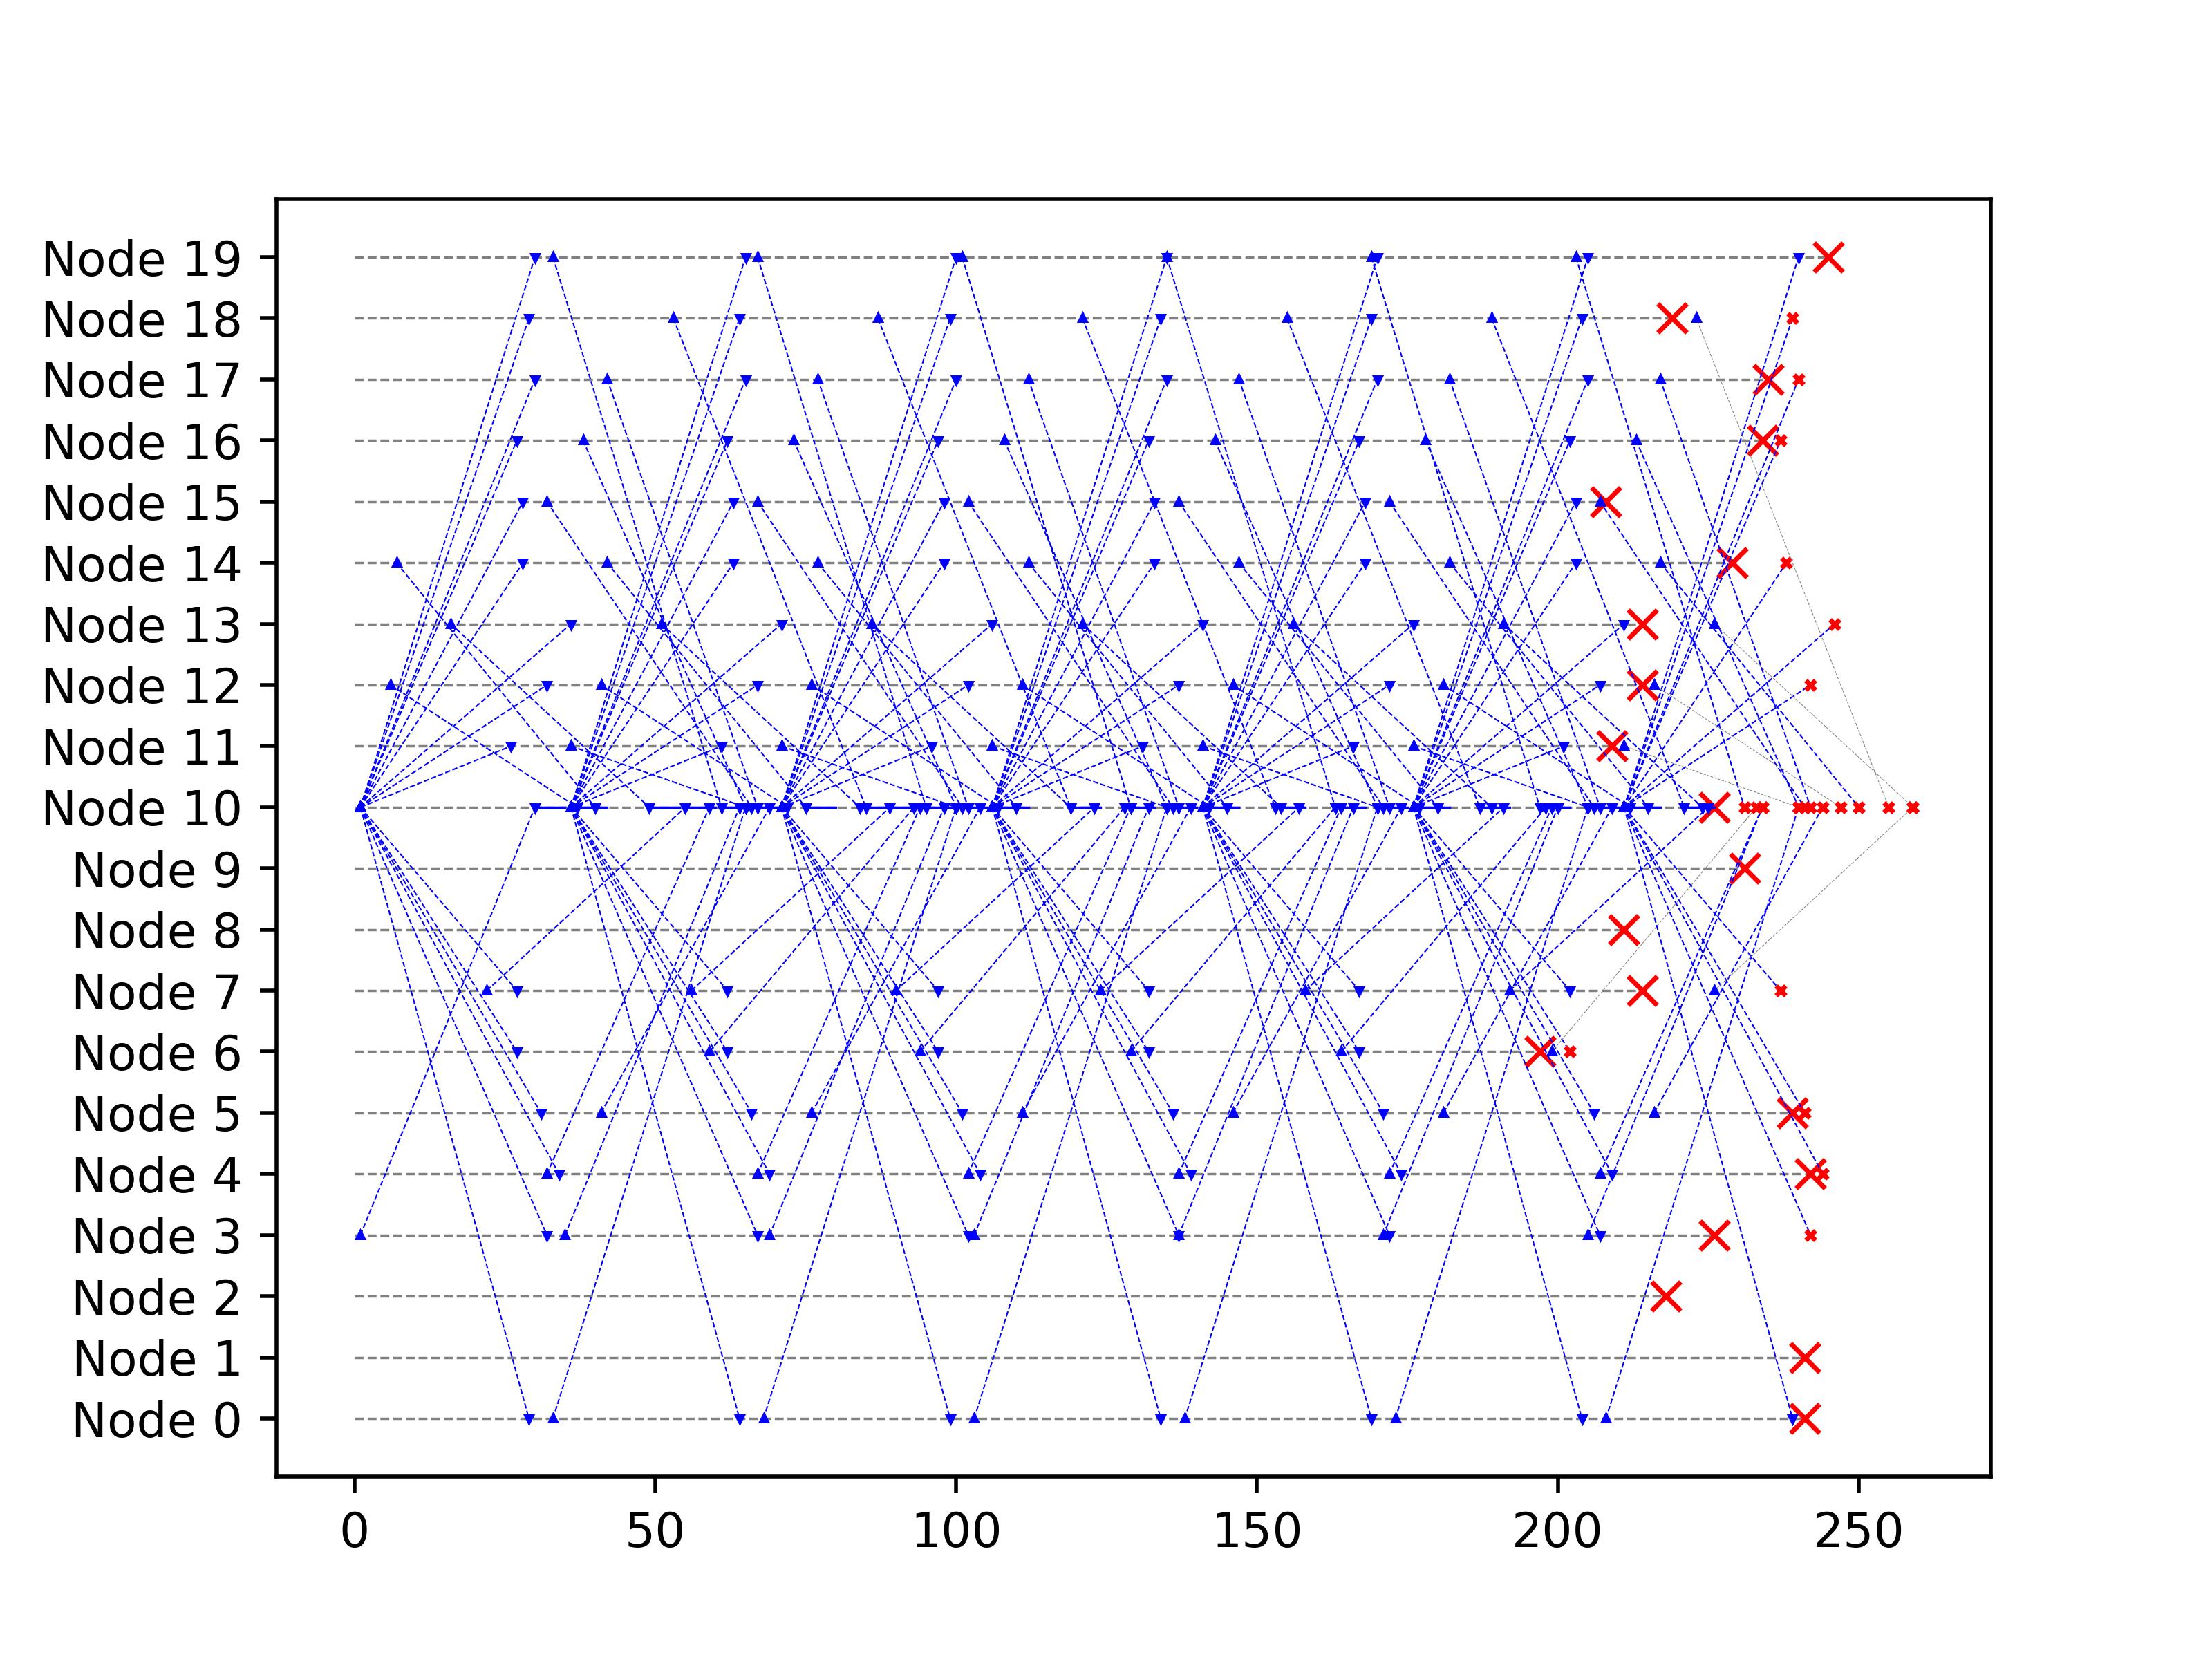 Node 19
Node 18
Node 17
Node 16
Node 15
Node 14
Node 13
Node 12
Node 11
Node 10
Node 9
Node 8
Node 7
Node 6
Node 5
Node 4
Node 3
Node 2
Node 1
Node 0
0 50 100 150 200 250